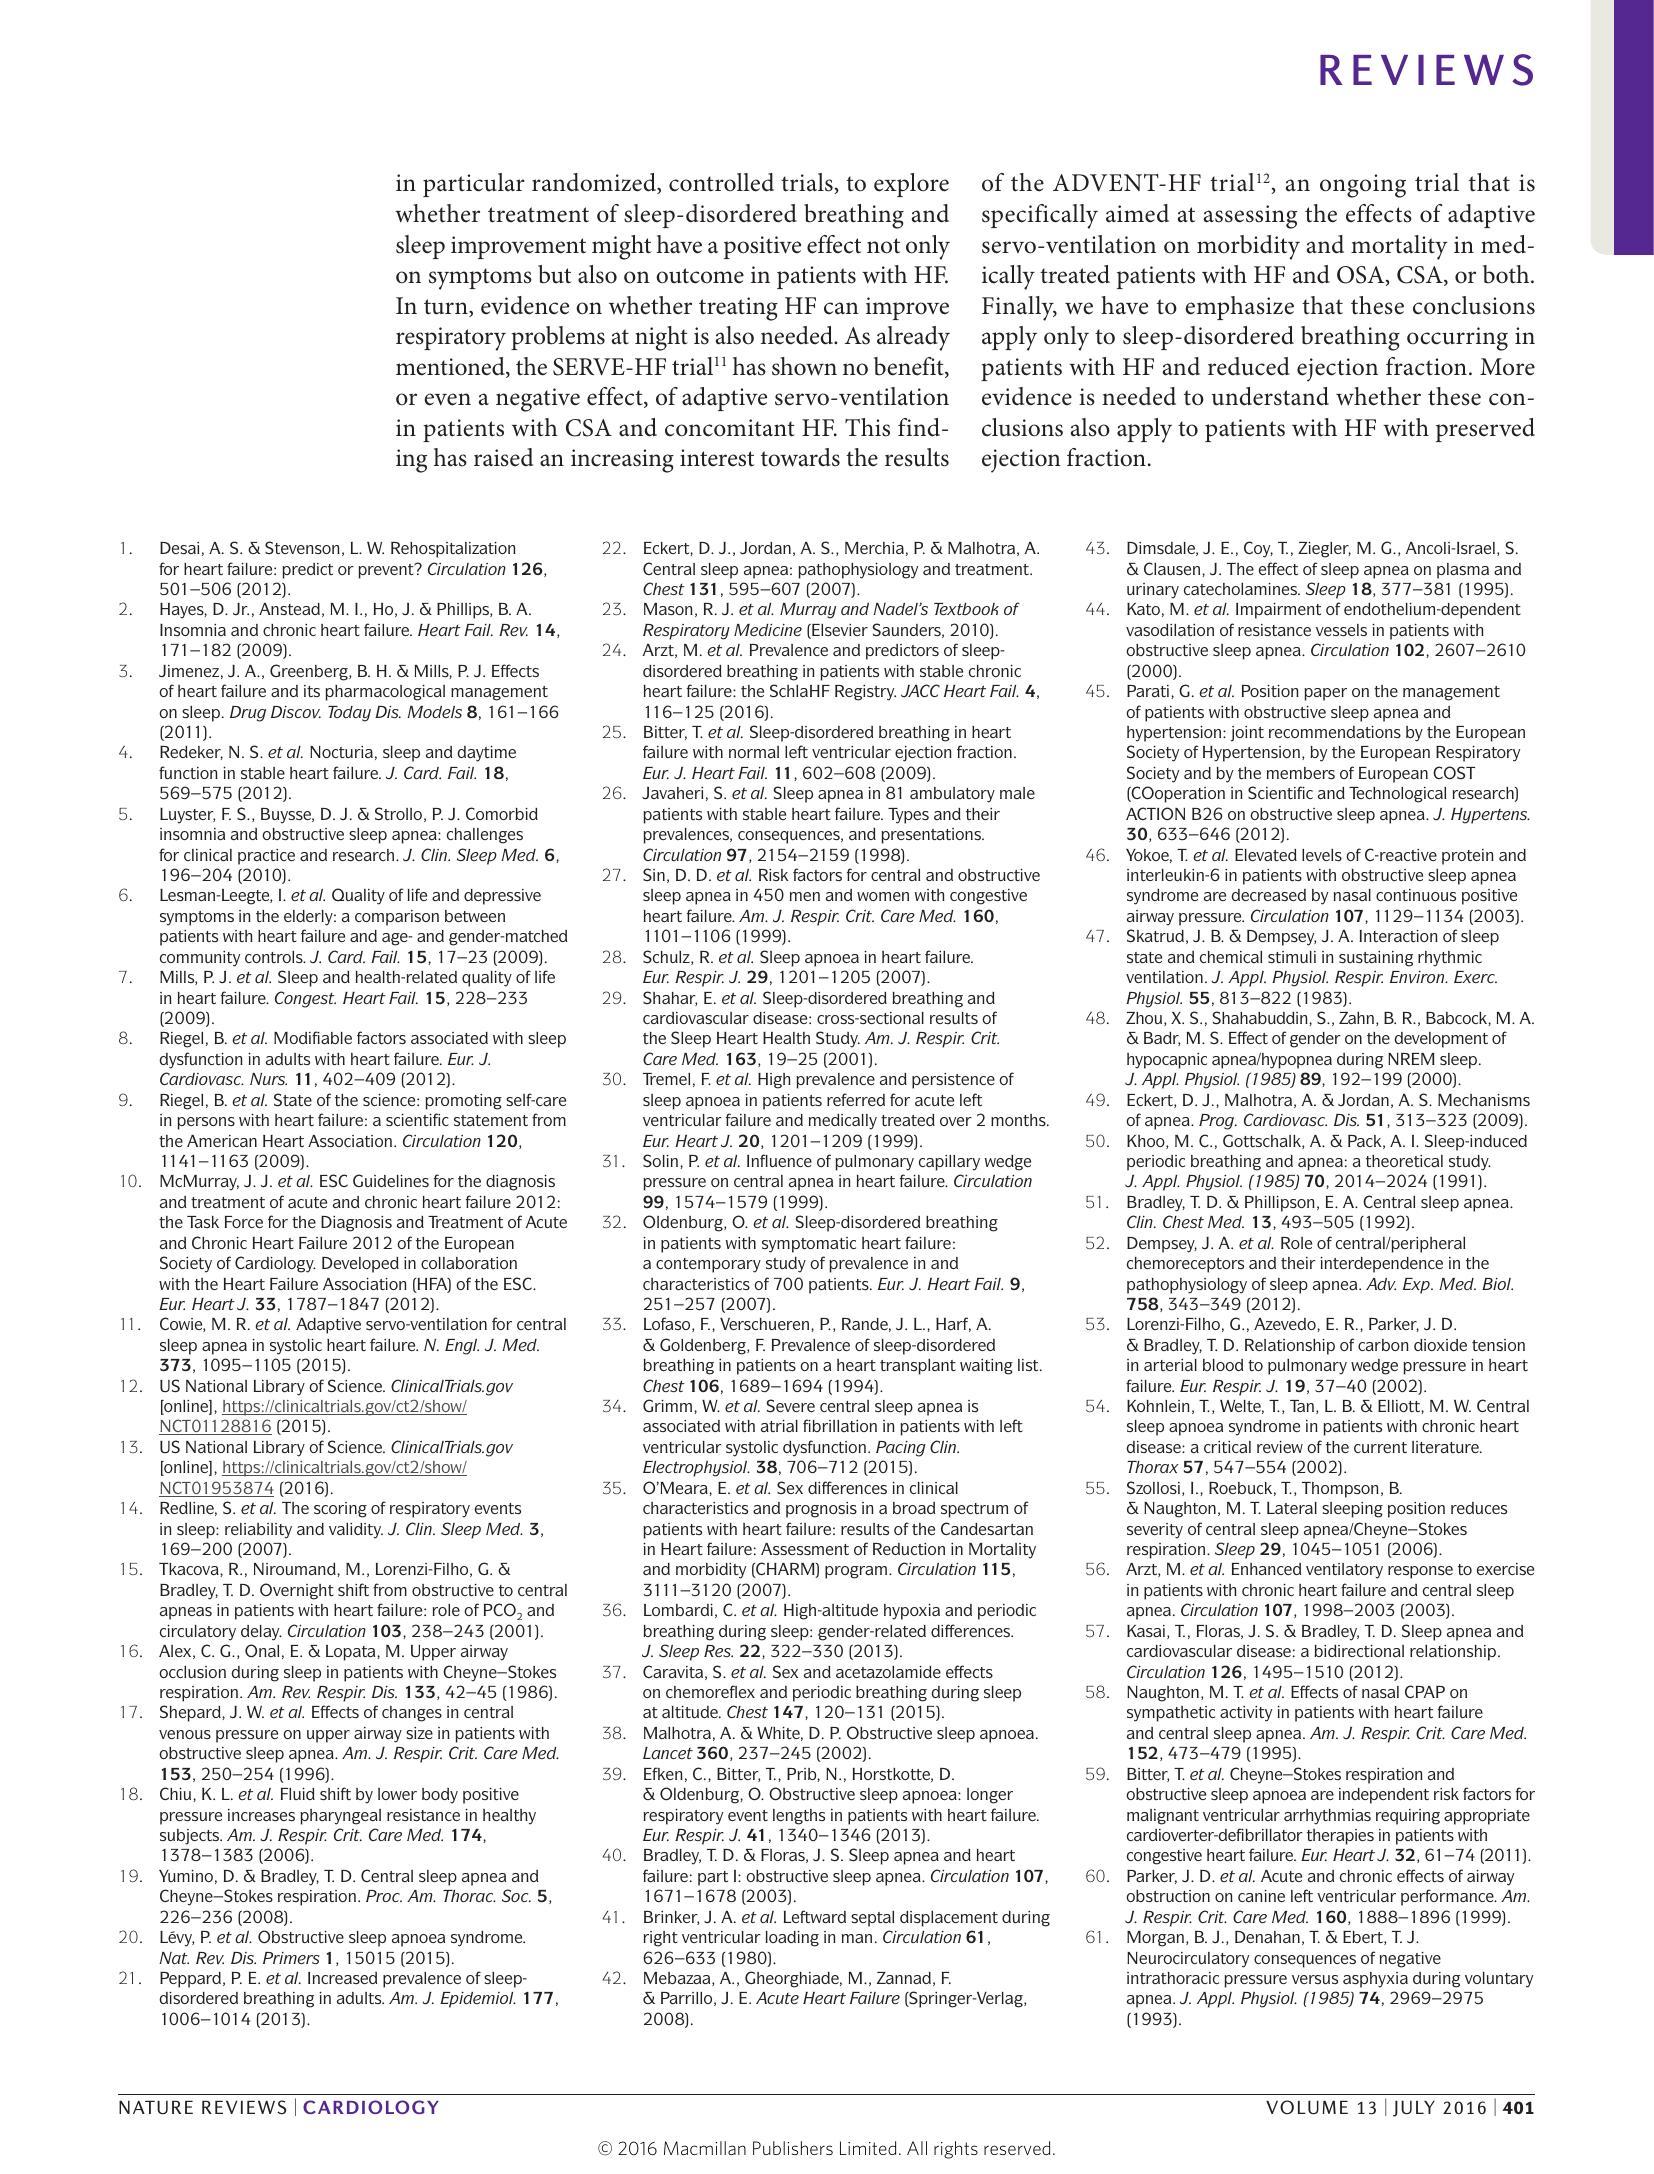 REVIEWS
in particular randomized, controlled trials, to explore
whether treatment of sleep-disordered breathing and
sleep improvement might have a positive effect not only
on symptoms but also on outcome in patients with HF.
In turn, evidence on whether treating HF can improve
respiratory problems at night is also needed. As already
mentioned, the SERVE-HF trial11 has shown no benefit,
or even a negative effect, of adaptive servo-ventilation
in patients with CSA and concomitant HF. This find-
ing has raised an increasing interest towards the results
of the ADVENT-HF trial12, an ongoing trial that is
specifically aimed at assessing the effects of adaptive
servo-ventilation on morbidity and mortality in med-
ically treated patients with HF and OSA, CSA, or both.
Finally, we have to emphasize that these conclusions
apply only to sleep-disordered breathing occurring in
patients with HF and reduced ejection fraction. More
evidence is needed to understand whether these con-
clusions also apply to patients with HF with preserved
ejection fraction.
1. Desai, A. S. & Stevenson, L. W. Rehospitalization
for heart failure: predict or prevent? Circulation 126,
501–506 (2012).
2. Hayes, D. Jr., Anstead, M. I., Ho, J. & Phillips, B. A.
Insomnia and chronic heart failure. Heart Fail. Rev. 14,
171–182 (2009).
3. Jimenez, J. A., Greenberg, B. H. & Mills, P. J. Effects
of heart failure and its pharmacological management
on sleep. Drug Discov. Today Dis. Models 8, 161–166
(2011).
4. Redeker, N. S. et al. Nocturia, sleep and daytime
function in stable heart failure. J. Card. Fail. 18,
569–575 (2012).
5. Luyster, F. S., Buysse, D. J. & Strollo, P. J. Comorbid
insomnia and obstructive sleep apnea: challenges
for clinical practice and research. J. Clin. Sleep Med. 6,
196–204 (2010).
6. Lesman-Leegte, I. et al. Quality of life and depressive
symptoms in the elderly: a comparison between
patients with heart failure and age- and gender-matched
community controls. J. Card. Fail. 15, 17–23 (2009).
7. Mills, P. J. et al. Sleep and health-related quality of life
in heart failure. Congest. Heart Fail. 15, 228–233
(2009).
8. Riegel, B. et al. Modifiable factors associated with sleep
dysfunction in adults with heart failure. Eur. J.
Cardiovasc. Nurs. 11, 402–409 (2012).
9. Riegel, B. et al. State of the science: promoting self-care
in persons with heart failure: a scientific statement from
the American Heart Association. Circulation 120,
1141–1163 (2009).
10. McMurray, J. J. et al. ESC Guidelines for the diagnosis
and treatment of acute and chronic heart failure 2012:
the Task Force for the Diagnosis and Treatment of Acute
and Chronic Heart Failure 2012 of the European
Society of Cardiology. Developed in collaboration
with the Heart Failure Association (HFA) of the ESC.
Eur. Heart J. 33, 1787–1847 (2012).
11. Cowie, M. R. et al. Adaptive servo-ventilation for central
sleep apnea in systolic heart failure. N. Engl. J. Med.
373, 1095–1105 (2015).
12. US National Library of Science. ClinicalTrials.gov
[online], https://clinicaltrials.gov/ct2/show/
NCT01128816 (2015).
13. US National Library of Science. ClinicalTrials.gov
[online], https://clinicaltrials.gov/ct2/show/
NCT01953874 (2016).
14. Redline, S. et al. The scoring of respiratory events
in sleep: reliability and validity. J. Clin. Sleep Med. 3,
169–200 (2007).
15. Tkacova, R., Niroumand, M., Lorenzi-Filho, G. &
Bradley, T. D. Overnight shift from obstructive to central
apneas in patients with heart failure: role of PCO2 and
circulatory delay. Circulation 103, 238–243 (2001).
16. Alex, C. G., Onal, E. & Lopata, M. Upper airway
occlusion during sleep in patients with Cheyne–Stokes
respiration. Am. Rev. Respir. Dis. 133, 42–45 (1986).
17. Shepard, J. W. et al. Effects of changes in central
venous pressure on upper airway size in patients with
obstructive sleep apnea. Am. J. Respir. Crit. Care Med.
153, 250–254 (1996).
18. Chiu, K. L. et al. Fluid shift by lower body positive
pressure increases pharyngeal resistance in healthy
subjects. Am. J. Respir. Crit. Care Med. 174,
1378–1383 (2006).
19. Yumino, D. & Bradley, T. D. Central sleep apnea and
Cheyne–Stokes respiration. Proc. Am. Thorac. Soc. 5,
226–236 (2008).
20. Lévy, P. et al. Obstructive sleep apnoea syndrome.
Nat. Rev. Dis. Primers 1, 15015 (2015).
21. Peppard, P. E. et al. Increased prevalence of sleep-
disordered breathing in adults. Am. J. Epidemiol. 177,
1006–1014 (2013).
22. Eckert, D. J., Jordan, A. S., Merchia, P. & Malhotra, A.
Central sleep apnea: pathophysiology and treatment.
Chest 131, 595–607 (2007).
23. Mason, R. J. et al. Murray and Nadel's Textbook of
Respiratory Medicine (Elsevier Saunders, 2010).
24. Arzt, M. et al. Prevalence and predictors of sleep-
disordered breathing in patients with stable chronic
heart failure: the SchlaHF Registry. JACC Heart Fail. 4,
116–125 (2016).
25. Bitter, T. et al. Sleep-disordered breathing in heart
failure with normal left ventricular ejection fraction.
Eur. J. Heart Fail. 11, 602–608 (2009).
26. Javaheri, S. et al. Sleep apnea in 81 ambulatory male
patients with stable heart failure. Types and their
prevalences, consequences, and presentations.
Circulation 97, 2154–2159 (1998).
27. Sin, D. D. et al. Risk factors for central and obstructive
sleep apnea in 450 men and women with congestive
heart failure. Am. J. Respir. Crit. Care Med. 160,
1101–1106 (1999).
28. Schulz, R. et al. Sleep apnoea in heart failure.
Eur. Respir. J. 29, 1201–1205 (2007).
29. Shahar, E. et al. Sleep-disordered breathing and
cardiovascular disease: cross-sectional results of
the Sleep Heart Health Study. Am. J. Respir. Crit.
Care Med. 163, 19–25 (2001).
30. Tremel, F. et al. High prevalence and persistence of
sleep apnoea in patients referred for acute left
ventricular failure and medically treated over 2 months.
Eur. Heart J. 20, 1201–1209 (1999).
31. Solin, P. et al. Influence of pulmonary capillary wedge
pressure on central apnea in heart failure. Circulation
99, 1574–1579 (1999).
32. Oldenburg, O. et al. Sleep-disordered breathing
in patients with symptomatic heart failure:
a contemporary study of prevalence in and
characteristics of 700 patients. Eur. J. Heart Fail. 9,
251–257 (2007).
33. Lofaso, F., Verschueren, P., Rande, J. L., Harf, A.
& Goldenberg, F. Prevalence of sleep-disordered
breathing in patients on a heart transplant waiting list.
Chest 106, 1689–1694 (1994).
34. Grimm, W. et al. Severe central sleep apnea is
associated with atrial fibrillation in patients with left
ventricular systolic dysfunction. Pacing Clin.
Electrophysiol. 38, 706–712 (2015).
35. O'Meara, E. et al. Sex differences in clinical
characteristics and prognosis in a broad spectrum of
patients with heart failure: results of the Candesartan
in Heart failure: Assessment of Reduction in Mortality
and morbidity (CHARM) program. Circulation 115,
3111–3120 (2007).
36. Lombardi, C. et al. High-altitude hypoxia and periodic
breathing during sleep: gender-related differences.
J. Sleep Res. 22, 322–330 (2013).
37. Caravita, S. et al. Sex and acetazolamide effects
on chemoreflex and periodic breathing during sleep
at altitude. Chest 147, 120–131 (2015).
38. Malhotra, A. & White, D. P. Obstructive sleep apnoea.
Lancet 360, 237–245 (2002).
39. Efken, C., Bitter, T., Prib, N., Horstkotte, D.
& Oldenburg, O. Obstructive sleep apnoea: longer
respiratory event lengths in patients with heart failure.
Eur. Respir. J. 41, 1340–1346 (2013).
40. Bradley, T. D. & Floras, J. S. Sleep apnea and heart
failure: part I: obstructive sleep apnea. Circulation 107,
1671–1678 (2003).
41. Brinker, J. A. et al. Leftward septal displacement during
right ventricular loading in man. Circulation 61,
626–633 (1980).
42. Mebazaa, A., Gheorghiade, M., Zannad, F.
& Parrillo, J. E. Acute Heart Failure (Springer-Verlag,
2008).
43. Dimsdale, J. E., Coy, T., Ziegler, M. G., Ancoli-Israel, S.
& Clausen, J. The effect of sleep apnea on plasma and
urinary catecholamines. Sleep 18, 377–381 (1995).
44. Kato, M. et al. Impairment of endothelium-dependent
vasodilation of resistance vessels in patients with
obstructive sleep apnea. Circulation 102, 2607–2610
(2000).
45. Parati, G. et al. Position paper on the management
of patients with obstructive sleep apnea and
hypertension: joint recommendations by the European
Society of Hypertension, by the European Respiratory
Society and by the members of European COST
(COoperation in Scientific and Technological research)
ACTION B26 on obstructive sleep apnea. J. Hypertens.
30, 633–646 (2012).
46. Yokoe, T. et al. Elevated levels of C-reactive protein and
interleukin-6 in patients with obstructive sleep apnea
syndrome are decreased by nasal continuous positive
airway pressure. Circulation 107, 1129–1134 (2003).
47. Skatrud, J. B. & Dempsey, J. A. Interaction of sleep
state and chemical stimuli in sustaining rhythmic
ventilation. J. Appl. Physiol. Respir. Environ. Exerc.
Physiol. 55, 813–822 (1983).
48. Zhou, X. S., Shahabuddin, S., Zahn, B. R., Babcock, M. A.
& Badr, M. S. Effect of gender on the development of
hypocapnic apnea/hypopnea during NREM sleep.
J. Appl. Physiol. (1985) 89, 192–199 (2000).
49. Eckert, D. J., Malhotra, A. & Jordan, A. S. Mechanisms
of apnea. Prog. Cardiovasc. Dis. 51, 313–323 (2009).
50. Khoo, M. C., Gottschalk, A. & Pack, A. I. Sleep-induced
periodic breathing and apnea: a theoretical study.
J. Appl. Physiol. (1985) 70, 2014–2024 (1991).
51. Bradley, T. D. & Phillipson, E. A. Central sleep apnea.
Clin. Chest Med. 13, 493–505 (1992).
52. Dempsey, J. A. et al. Role of central/peripheral
chemoreceptors and their interdependence in the
pathophysiology of sleep apnea. Adv. Exp. Med. Biol.
758, 343–349 (2012).
53. Lorenzi-Filho, G., Azevedo, E. R., Parker, J. D.
& Bradley, T. D. Relationship of carbon dioxide tension
in arterial blood to pulmonary wedge pressure in heart
failure. Eur. Respir. J. 19, 37–40 (2002).
54. Kohnlein, T., Welte, T., Tan, L. B. & Elliott, M. W. Central
sleep apnoea syndrome in patients with chronic heart
disease: a critical review of the current literature.
Thorax 57, 547–554 (2002).
55. Szollosi, I., Roebuck, T., Thompson, B.
& Naughton, M. T. Lateral sleeping position reduces
severity of central sleep apnea/Cheyne–Stokes
respiration. Sleep 29, 1045–1051 (2006).
56. Arzt, M. et al. Enhanced ventilatory response to exercise
in patients with chronic heart failure and central sleep
apnea. Circulation 107, 1998–2003 (2003).
57. Kasai, T., Floras, J. S. & Bradley, T. D. Sleep apnea and
cardiovascular disease: a bidirectional relationship.
Circulation 126, 1495–1510 (2012).
58. Naughton, M. T. et al. Effects of nasal CPAP on
sympathetic activity in patients with heart failure
and central sleep apnea. Am. J. Respir. Crit. Care Med.
152, 473–479 (1995).
59. Bitter, T. et al. Cheyne–Stokes respiration and
obstructive sleep apnoea are independent risk factors for
malignant ventricular arrhythmias requiring appropriate
cardioverter-defibrillator therapies in patients with
congestive heart failure. Eur. Heart J. 32, 61–74 (2011).
60. Parker, J. D. et al. Acute and chronic effects of airway
obstruction on canine left ventricular performance. Am.
J. Respir. Crit. Care Med. 160, 1888–1896 (1999).
61. Morgan, B. J., Denahan, T. & Ebert, T. J.
Neurocirculatory consequences of negative
intrathoracic pressure versus asphyxia during voluntary
apnea. J. Appl. Physiol. (1985) 74, 2969–2975
(1993).
NATURE REVIEWS | CARDIOLOGY
VOLUME 13 | JULY 2016 | 401
© 2016 Macmillan Publishers Limited. All rights reserved.